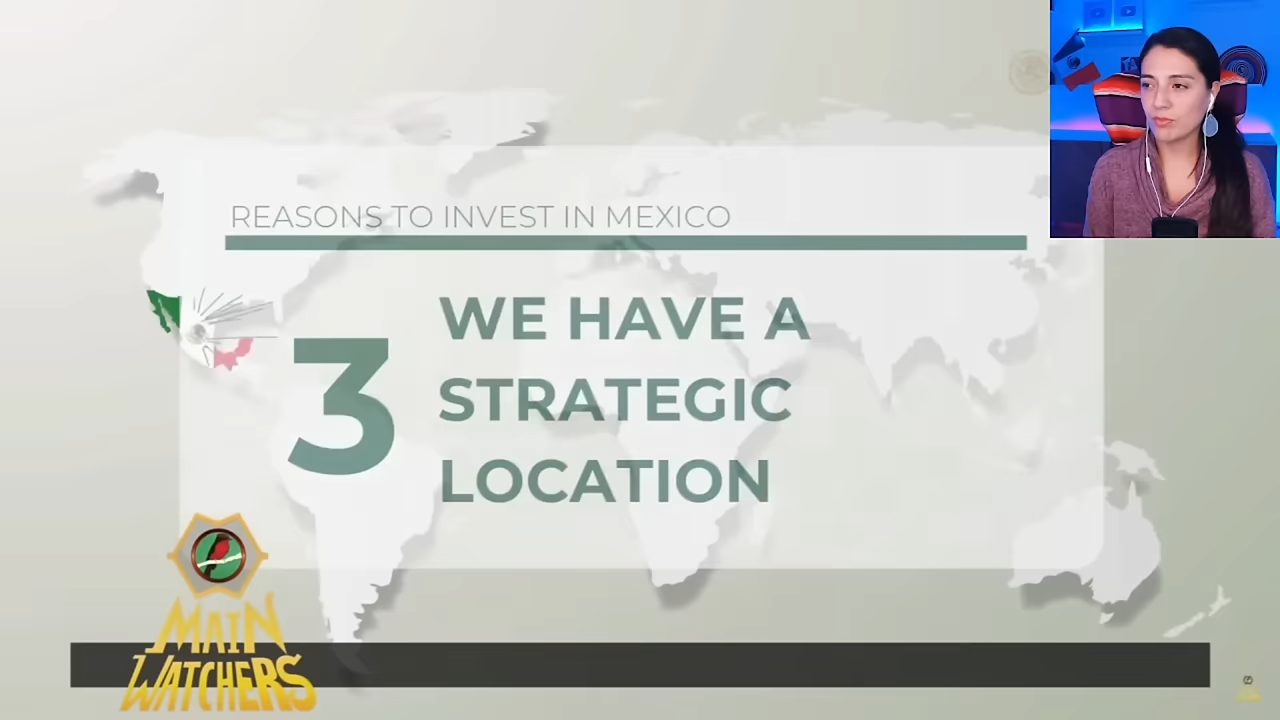 REASONS TO INVEST IN MEXICO
3
WE HAVE A
STRATEGIC
LOCATION
MAIN
WATCHERS